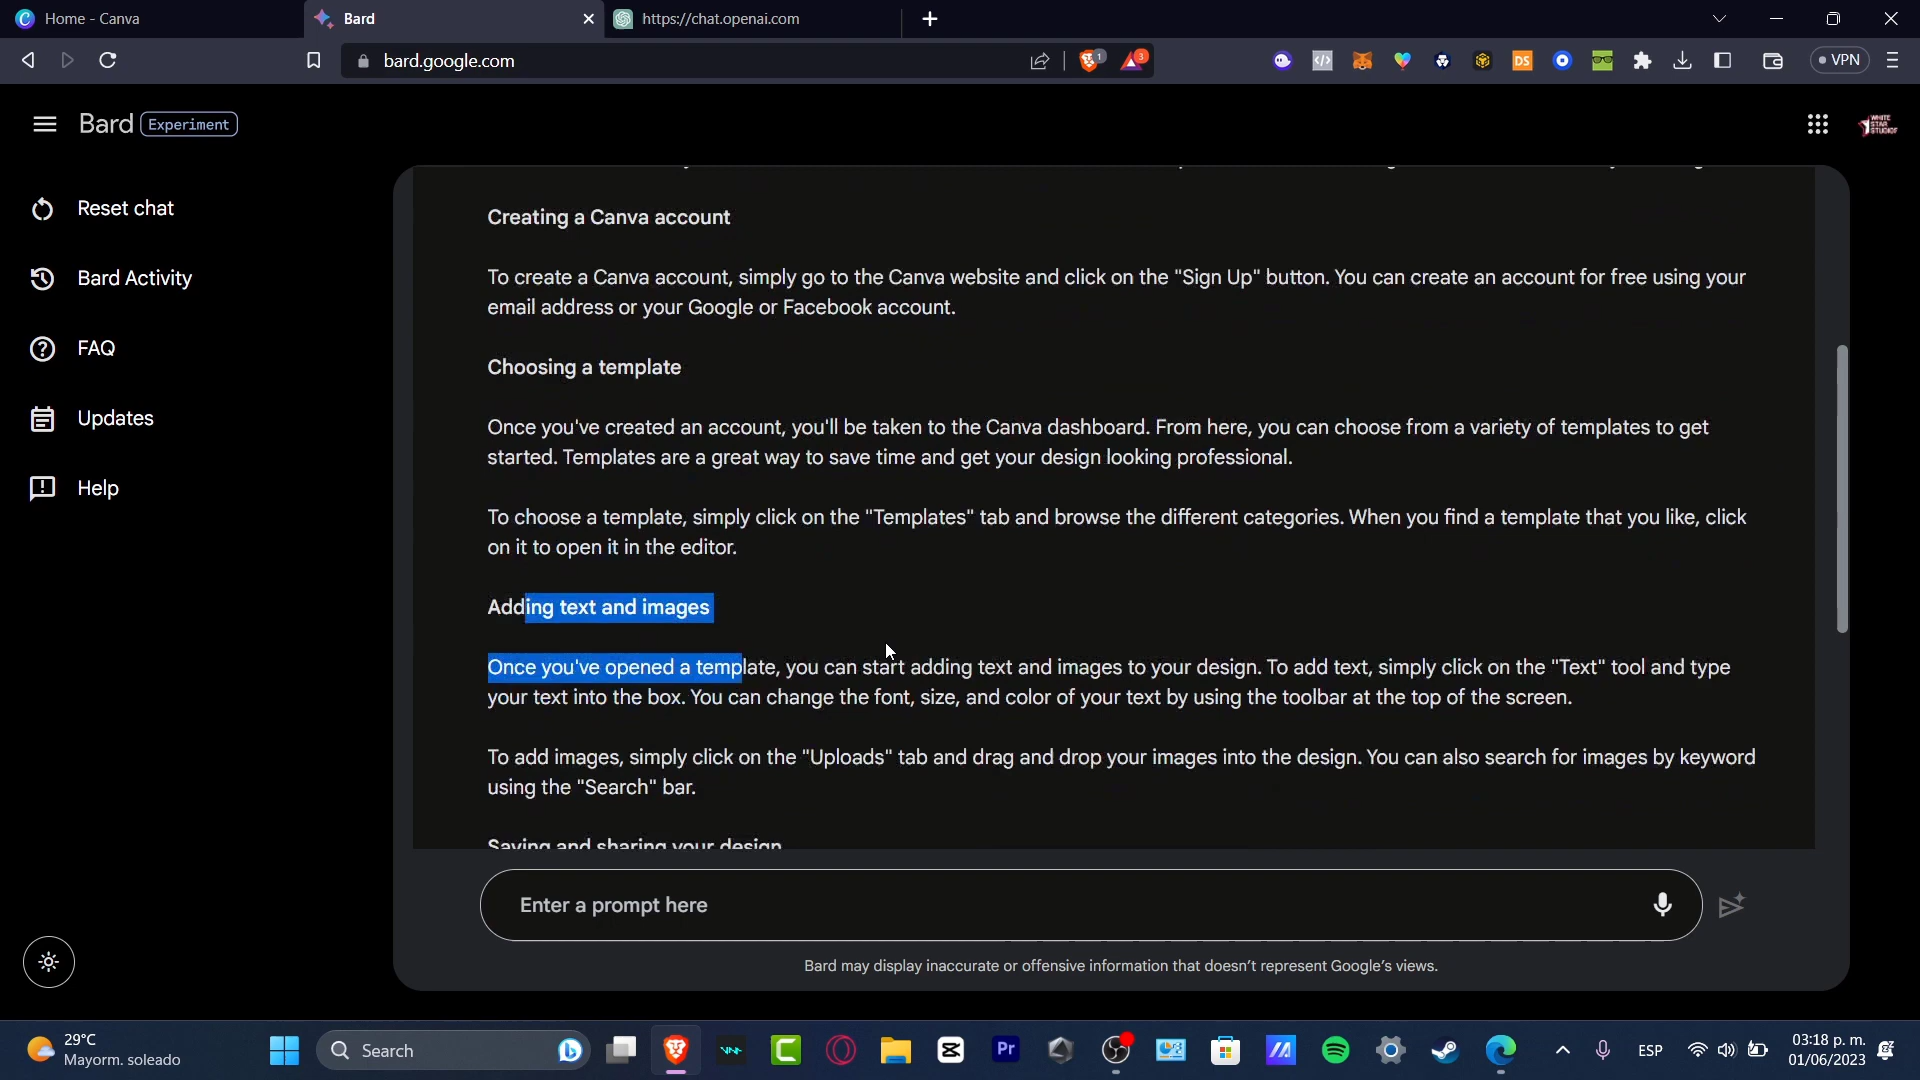 Home - Canva
Bard
https://chat.openai.com
bard.google.com
1
3
DS
VPN
Bard Experiment
WHITE STAR STUDIOS
Reset chat
Bard Activity
FAQ
Updates
Help
Creating a Canva account
To create a Canva account, simply go to the Canva website and click on the "Sign Up" button. You can create an account for free using your
email address or your Google or Facebook account.
Choosing a template
Once you've created an account, you'll be taken to the Canva dashboard. From here, you can choose from a variety of templates to get
started. Templates are a great way to save time and get your design looking professional.
To choose a template, simply click on the "Templates" tab and browse the different categories. When you find a template that you like, click
on it to open it in the editor.
Adding text and images
Once you've opened a template, you can start adding text and images to your design. To add text, simply click on the "Text" tool and type
your text into the box. You can change the font, size, and color of your text by using the toolbar at the top of the screen.
To add images, simply click on the "Uploads" tab and drag and drop your images into the design. You can also search for images by keyword
using the "Search" bar.
Saving and sharing your design
Enter a prompt here
Bard may display inaccurate or offensive information that doesn't represent Google's views.
29°C
Mayorm. soleado
Search
Pr
ESP
03:18 p. m.
01/06/2023